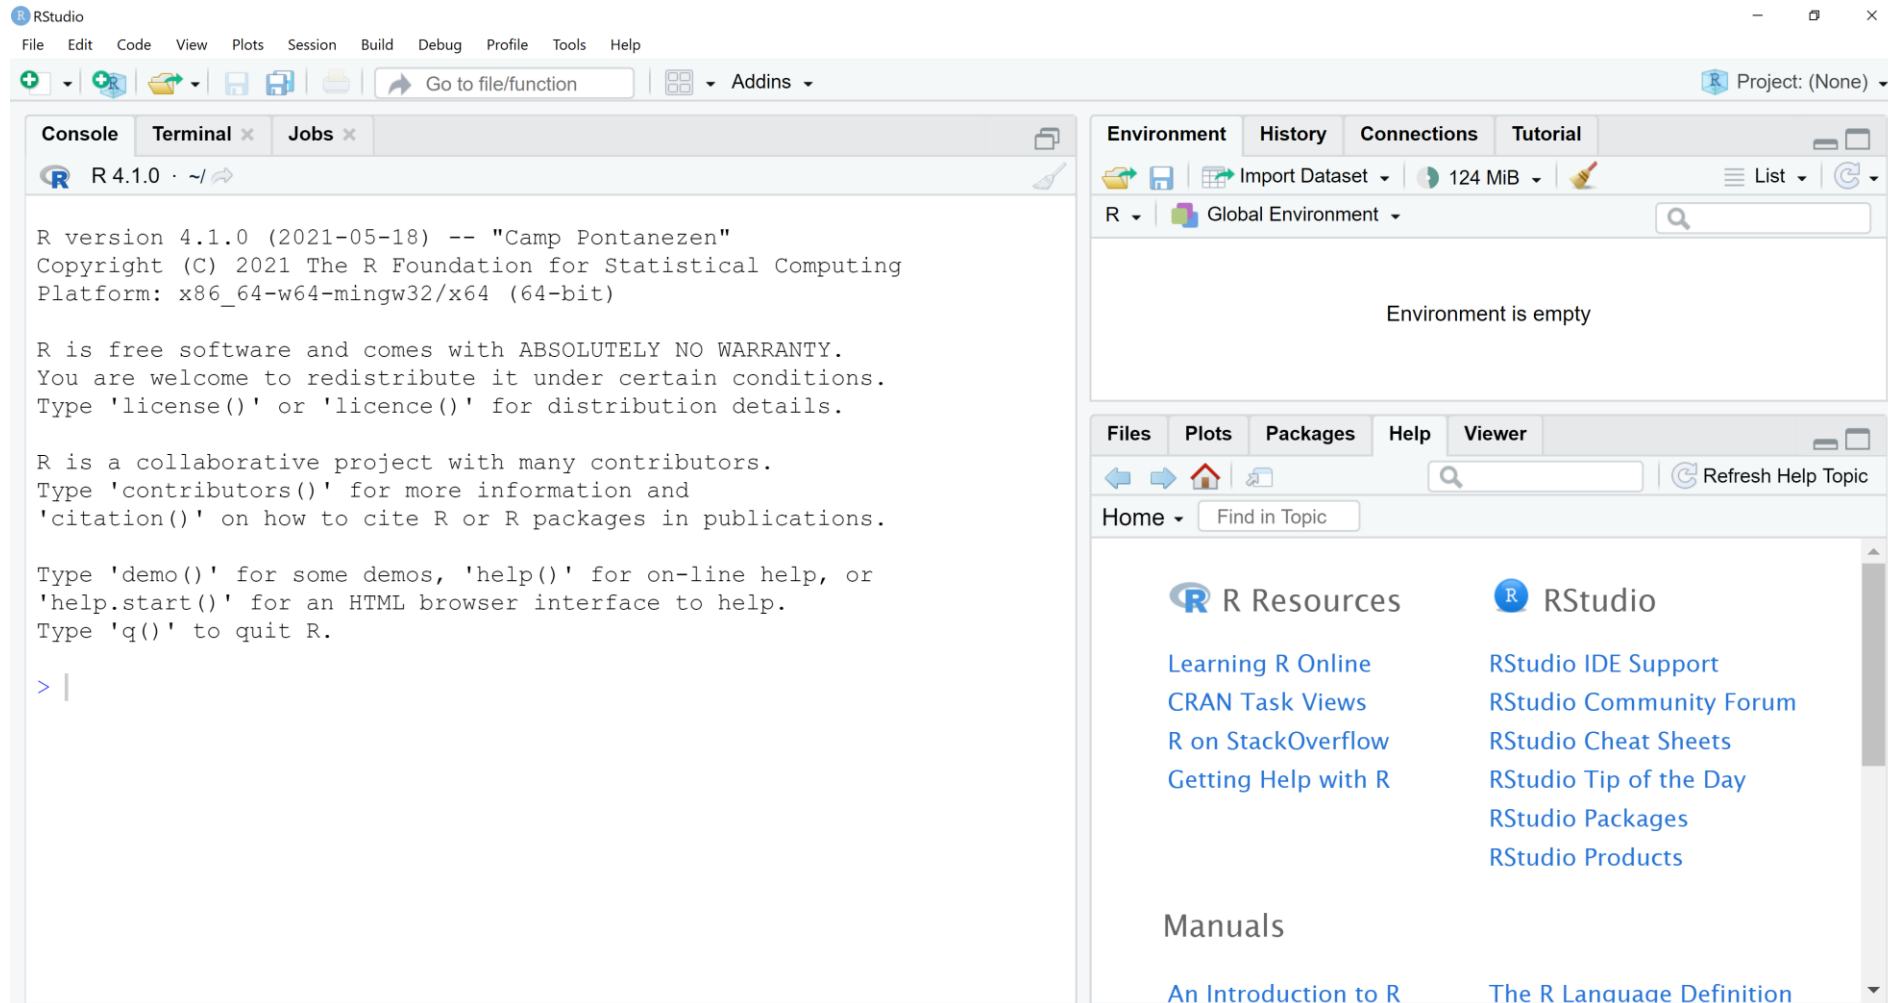 RStudio
File Edit Code View Plots Session Build Debug Profile Tools Help
Go to file/function Addins Project: (None)
Console Terminal Jobs
R 4.1.0 · ~/
R version 4.1.0 (2021-05-18) -- "Camp Pontanezen"
Copyright (C) 2021 The R Foundation for Statistical Computing
Platform: x86_64-w64-mingw32/x64 (64-bit)
R is free software and comes with ABSOLUTELY NO WARRANTY.
You are welcome to redistribute it under certain conditions.
Type 'license()' or 'licence()' for distribution details.
R is a collaborative project with many contributors.
Type 'contributors()' for more information and
'citation()' on how to cite R or R packages in publications.
Type 'demo()' for some demos, 'help()' for on-line help, or
'help.start()' for an HTML browser interface to help.
Type 'q()' to quit R.
>
Environment History Connections Tutorial
Import Dataset 124 MiB List
R Global Environment
Environment is empty
Files Plots Packages Help Viewer
Refresh Help Topic
Home Find in Topic
R Resources
Learning R Online
CRAN Task Views
R on StackOverflow
Getting Help with R
RStudio
RStudio IDE Support
RStudio Community Forum
RStudio Cheat Sheets
RStudio Tip of the Day
RStudio Packages
RStudio Products
Manuals
An Introduction to R
The R Language Definition